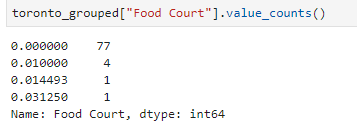 toronto_grouped["Food Court"].value_counts()
0.000000    77
0.010000     4
0.014493     1
0.031250     1
Name: Food Court, dtype: int64